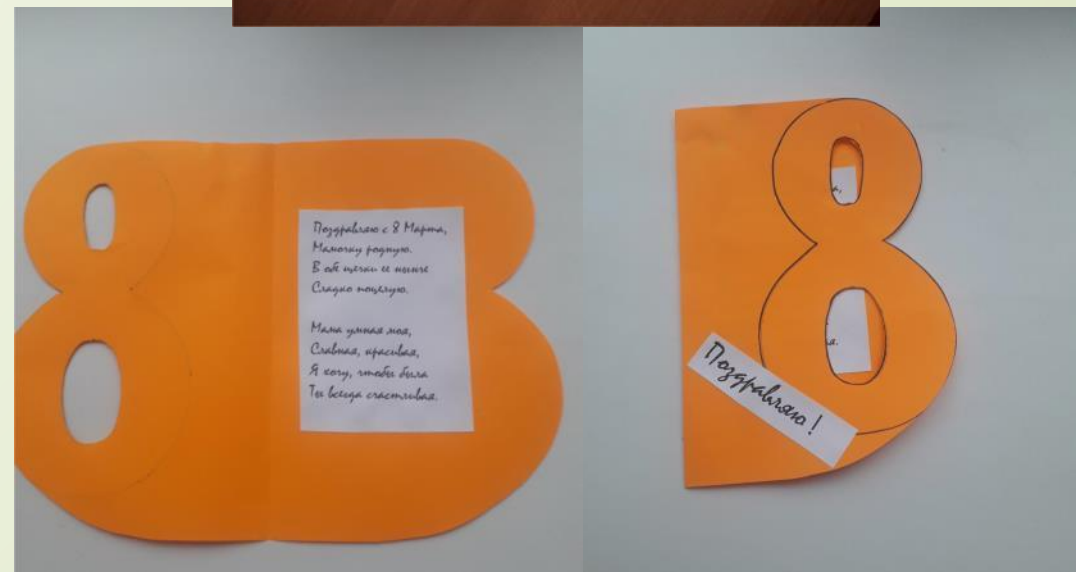 Поздравляю с 8 Марта,
Мамочку родную.
В обе щечки ее нынче
Сладко поцелую.
Мама умная моя,
Славная, красивая,
Я хочу, чтобы была
Ты всегда счастливая.
Поздравляю!